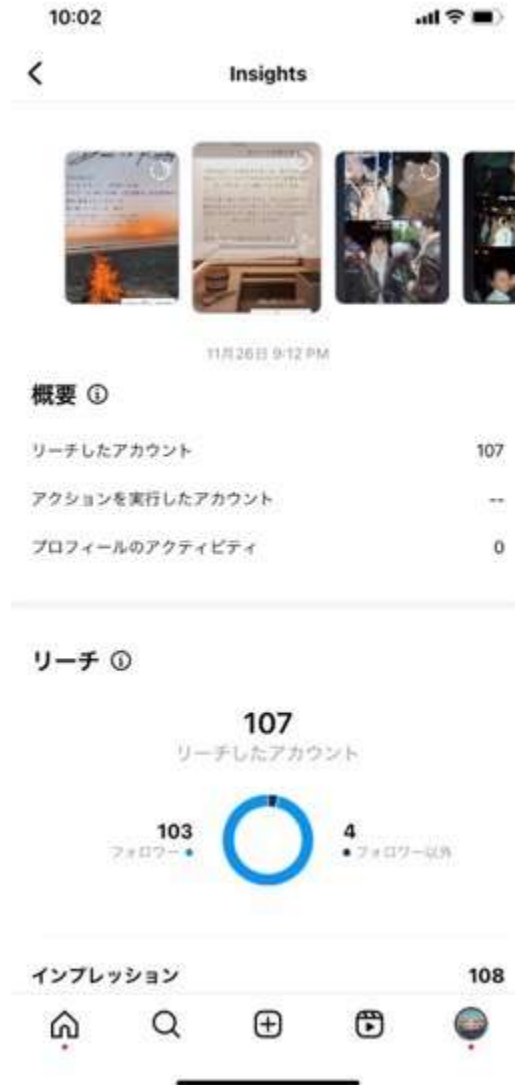 10:02
Insights
11月26日 9:12 PM
概要
リーチしたアカウント 107
アクションを実行したアカウント --
プロフィールのアクティビティ 0
リーチ
107
リーチしたアカウント
103
フォロワー
4
フォロワー以外
インプレッション 108